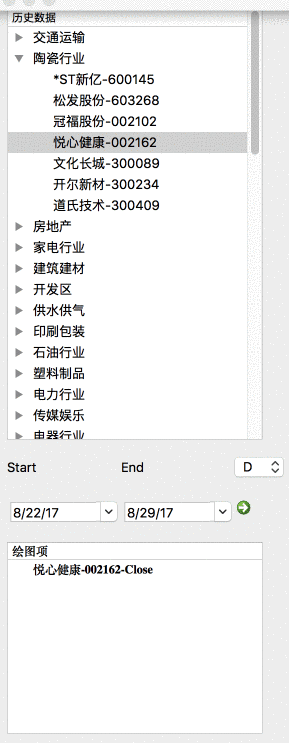 历史数据
交通运输
陶瓷行业
*ST新亿-600145
松发股份-603268
冠福股份-002102
悦心健康-002162
文化长城-300089
开尔新材-300234
道氏技术-300409
房地产
家电行业
建筑建材
开发区
供水供气
印刷包装
石油行业
塑料制品
电力行业
传媒娱乐
电器行业
Start End D
8/22/17 8/29/17
绘图项
悦心健康-002162-Close